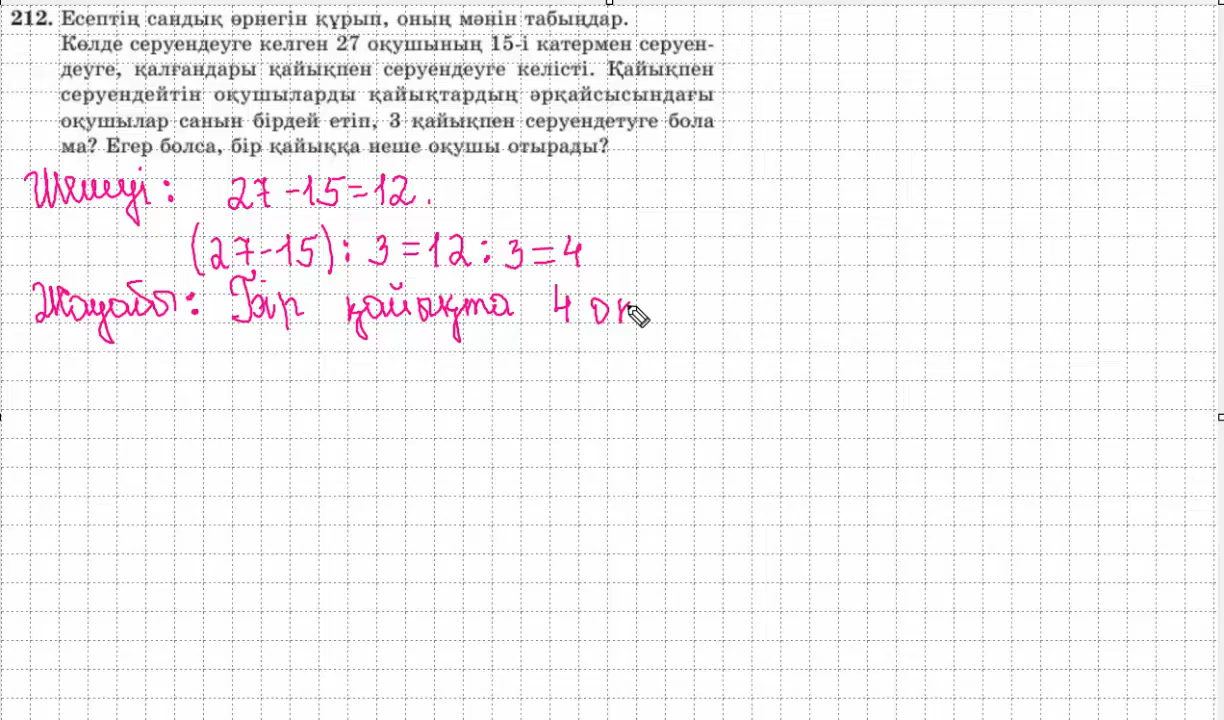 212. Есептің сандық өрнегін құрып, оның мәнін табыңдар.
Көлде серуендеуге келген 27 оқушының 15-і катермен серуен-
деуге, қалғандары қайықпен серуендеуге келісті. Қайықпен
серуендейтін оқушыларды қайықтардың әрқайсысындағы
оқушылар санын бірдей етіп, 3 қайықпен серуендетуге бола
ма? Егер болса, бір қайыққа неше оқушы отырады?
Шешуі: 27-15=12.
(27-15):3=12:3=4
Жауабы: Бір қайықта 4 оқ